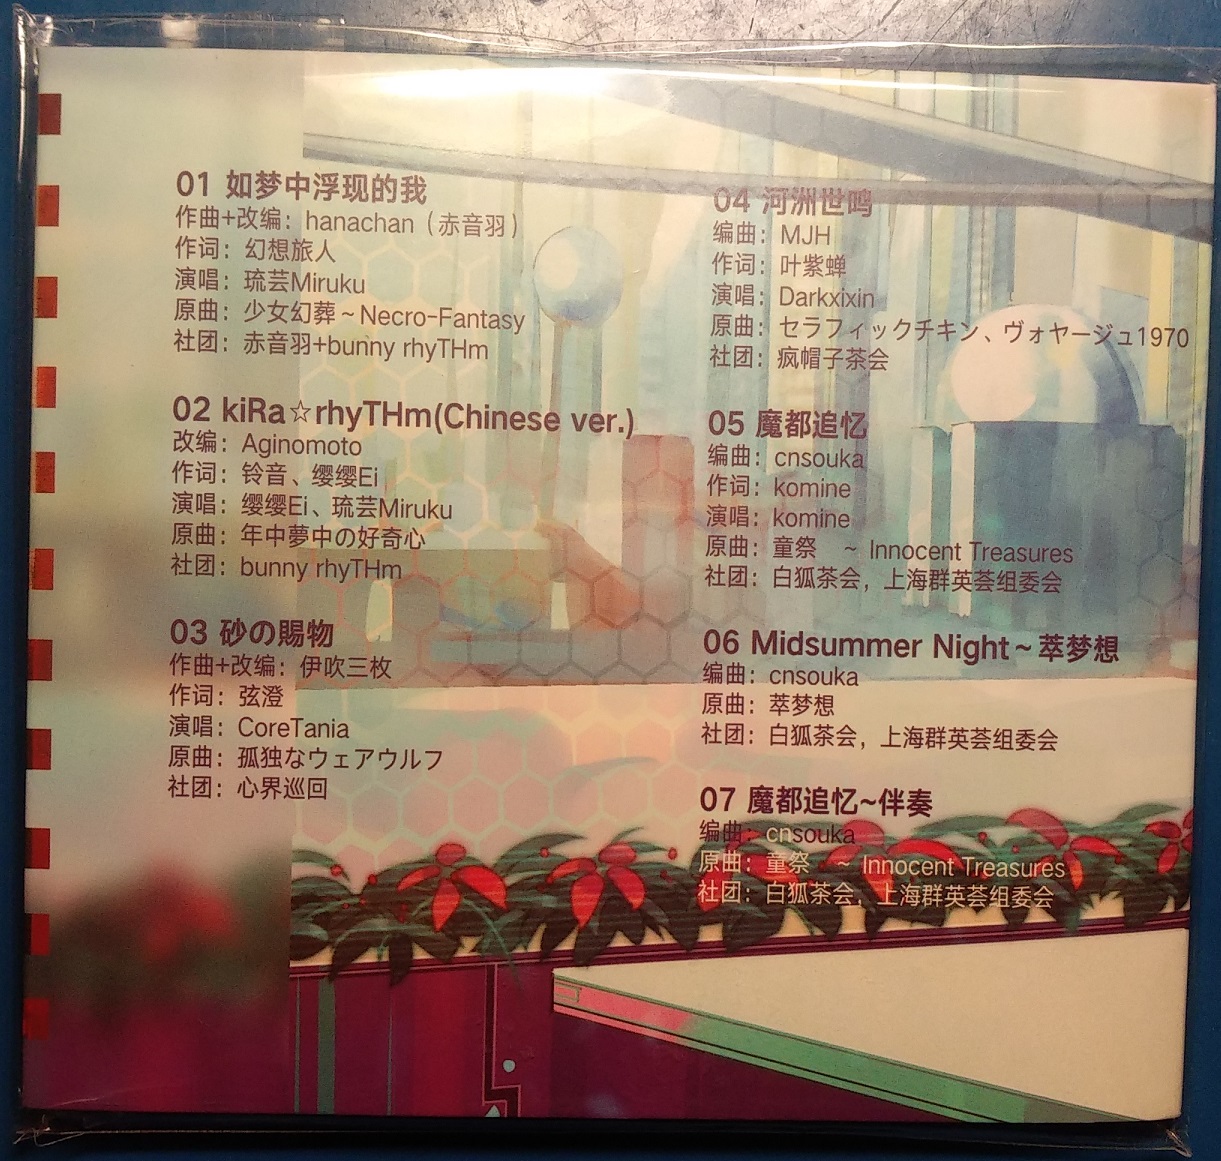 01 如梦中浮现的我
作曲+改编：hanachan（赤音羽）
作词：幻想旅人
演唱：琉芸Miruku
原曲：少女幻葬～Necro-Fantasy
社团：赤音羽+bunny rhyTHm
02 kiRa☆rhyTHm(Chinese ver.)
改编：Aginomoto
作词：铃音、缨缨Ei
演唱：缨缨Ei、琉芸Miruku
原曲：年中夢中の好奇心
社团：bunny rhyTHm
03 砂の賜物
作曲+改编：伊吹三枚
作词：弦澄
演唱：CoreTania
原曲：孤独なウェアウルフ
社团：心界巡回
04 河洲世鸣
编曲：MJH
作词：叶紫蝉
演唱：Darkxixin
原曲：セラフィックチキン、ヴォヤージュ1970
社团：疯帽子茶会
05 魔都追忆
编曲：cnsouka
作词：komine
演唱：komine
原曲：童祭　～ Innocent Treasures
社团：白狐茶会，上海群英荟组委会
06 Midsummer Night～萃梦想
编曲：cnsouka
原曲：萃梦想
社团：白狐茶会，上海群英荟组委会
07 魔都追忆~伴奏
编曲：cnsouka
原曲：童祭　～ Innocent Treasures
社团：白狐茶会，上海群英荟组委会